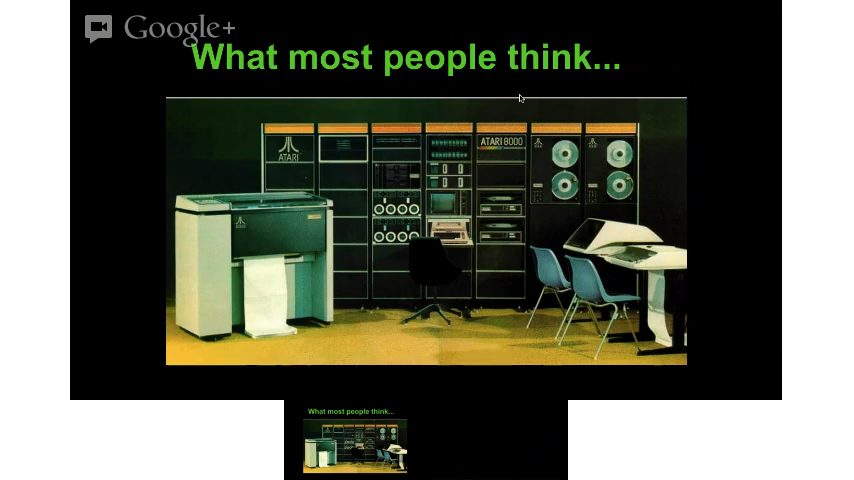 Google+
What most people think...
ATARI
ATARI 8000
What most people think...